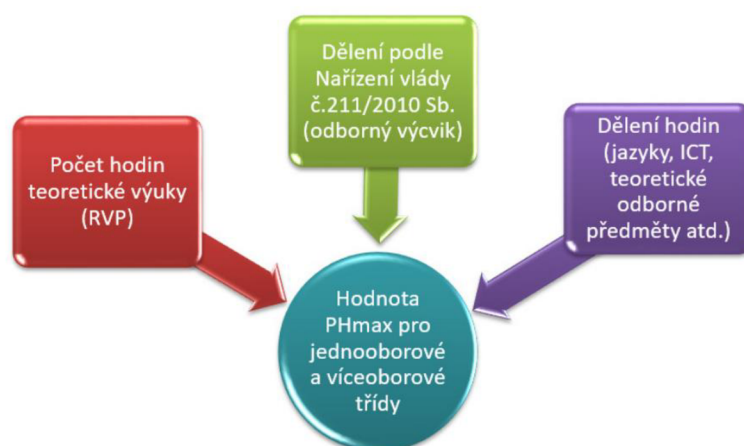 Počet hodin
teoretické výuky
(RVP)
Dělení podle
Nařízení vlády
č.211/2010 Sb.
(odborný výcvik)
Dělení hodin
(jazyky, ICT,
teoretické
odborné
předměty atd.)
Hodnota
PHmax pro
jednooborové
a víceoborové
třídy